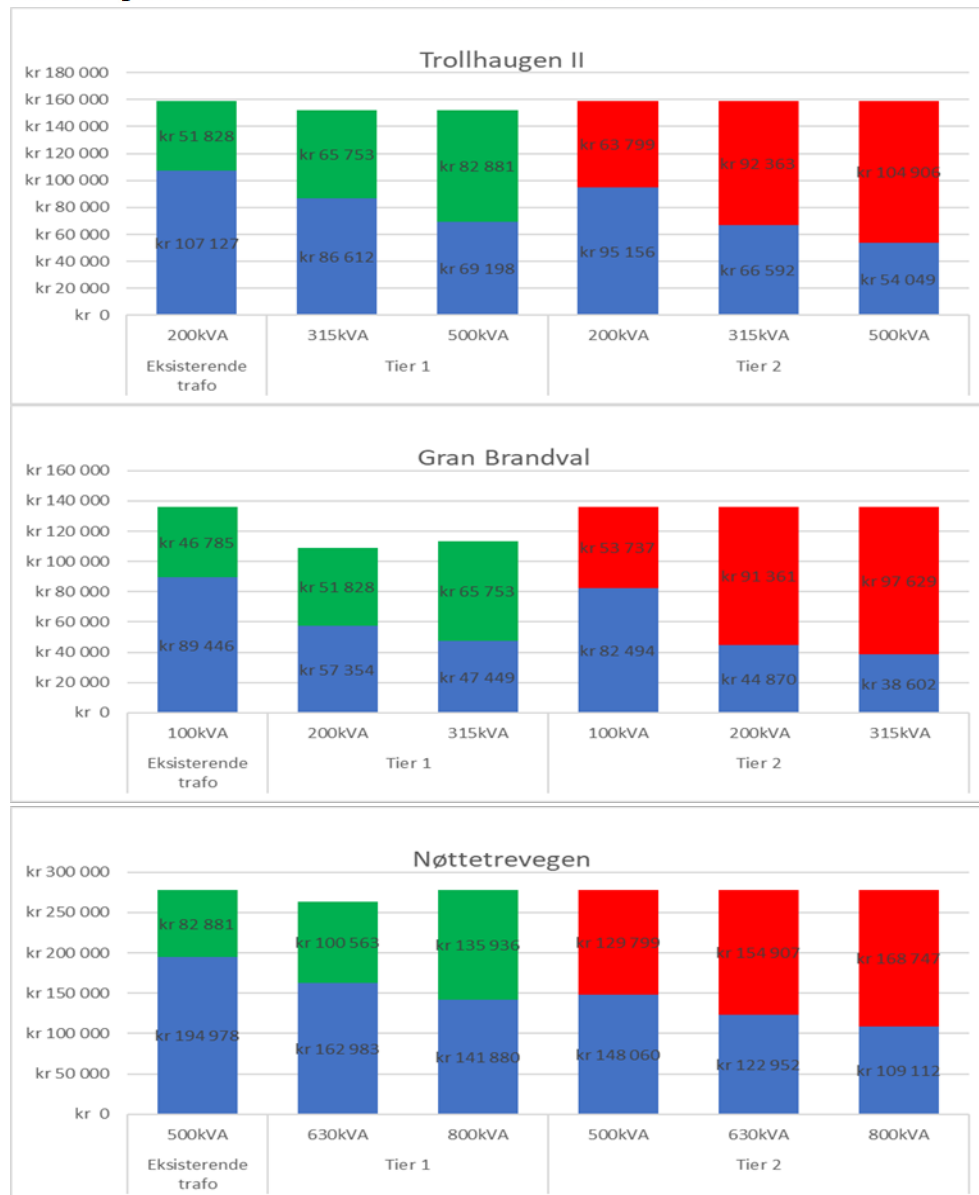 Trollhaugen II
kr 180 000
kr 160 000
kr 140 000
kr 120 000
kr 100 000
kr 80 000
kr 60 000
kr 40 000
kr 20 000
kr 0
kr 51 828
kr 65 753
kr 82 881
kr 63 799
kr 92 363
kr 104 906
kr 107 127
kr 86 612
kr 69 198
kr 95 156
kr 66 592
kr 54 049
200kVA 315kVA 500kVA 200kVA 315kVA 500kVA
Eksisterende Tier 1 Tier 2
trafo
Gran Brandval
kr 160 000
kr 140 000
kr 120 000
kr 100 000
kr 80 000
kr 60 000
kr 40 000
kr 20 000
kr 0
kr 46 785
kr 51 828
kr 65 753
kr 53 737
kr 91 361
kr 97 629
kr 89 446
kr 57 354
kr 47 449
kr 82 494
kr 44 870
kr 38 602
100kVA 200kVA 315kVA 100kVA 200kVA 315kVA
Eksisterende Tier 1 Tier 2
trafo
Nøttetrevegen
kr 300 000
kr 250 000
kr 200 000
kr 150 000
kr 100 000
kr 50 000
kr 0
kr 82 881
kr 100 563
kr 135 936
kr 129 799
kr 154 907
kr 168 747
kr 194 978
kr 162 983
kr 141 880
kr 148 060
kr 122 952
kr 109 112
500kVA 630kVA 800kVA 500kVA 630kVA 800kVA
Eksisterende Tier 1 Tier 2
trafo